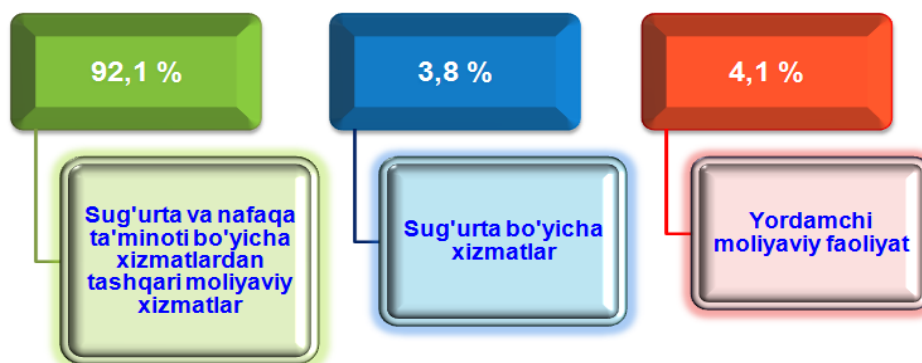 92,1 %
3,8 %
4,1 %
Sug'urta va nafaqa
ta'minoti bo'yicha
xizmatlardan
tashqari moliyaviy
xizmatlar
Sug'urta bo'yicha
xizmatlar
Yordamchi
moliyaviy faoliyat